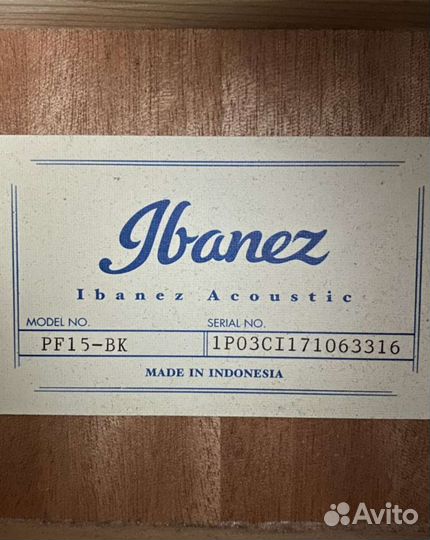 Ibanez
Ibanez Acoustic
MODEL NO. SERIAL NO.
PF15-BK 1P03CI171063316
MADE IN INDONESIA
Avito